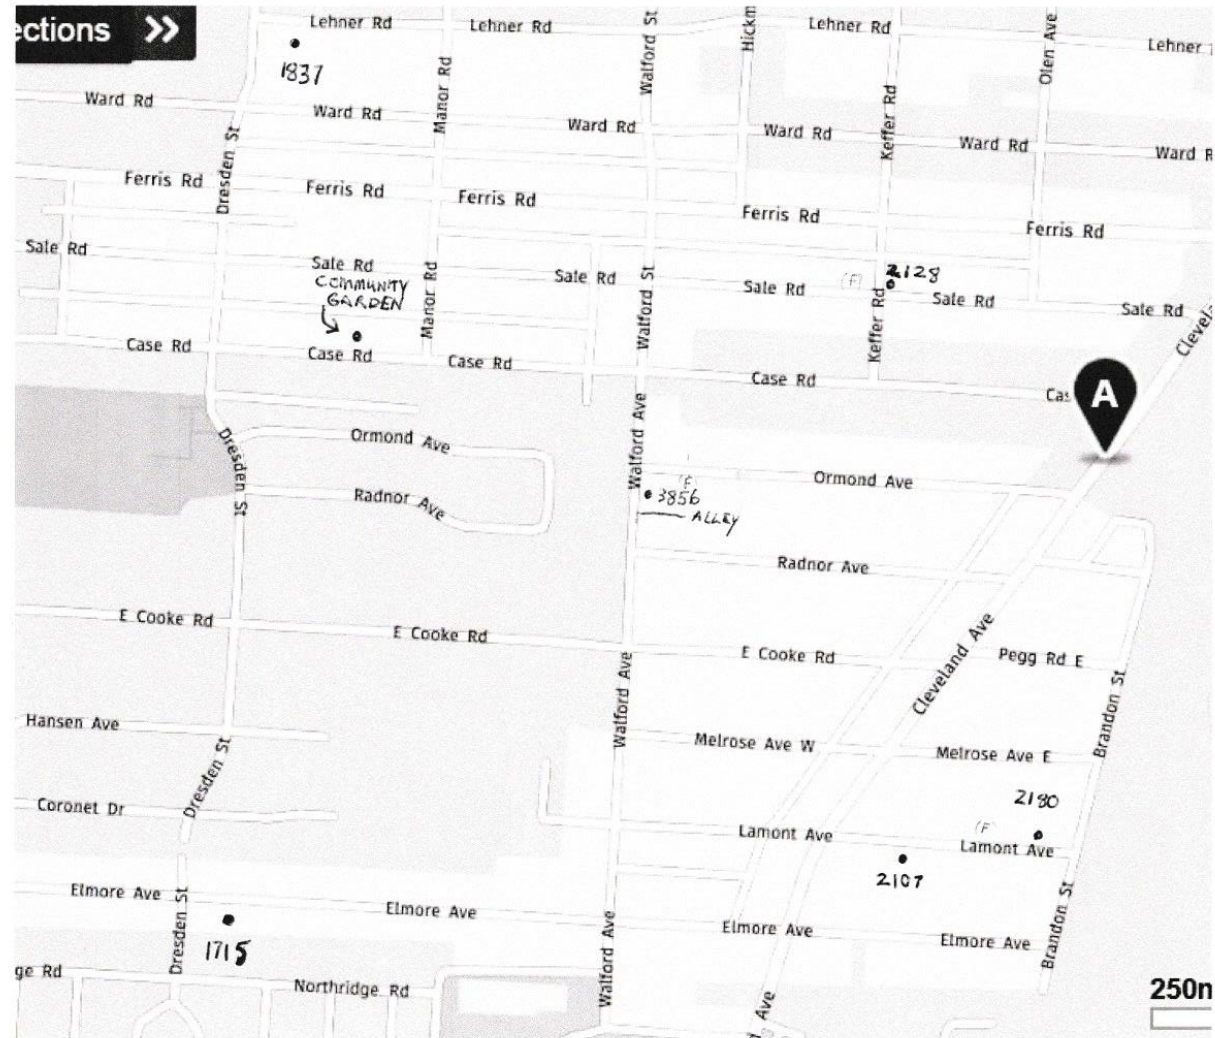 ections >>
Lehner Rd
Lehner Rd
Walford St
Hickm
Lehner Rd
Olen Ave
Lehner
1837
Manor Rd
Keffer Rd
Ward Rd
Ward Rd
Ward Rd
Ward Rd
Ward Rd
Ward R
Dresden St
Ferris Rd
Ferris Rd
Ferris Rd
Ferris Rd
Ferris Rd
Sale Rd
Sale Rd
COMMUNITY
GARDEN
Manor Rd
Sale Rd
Walford St
Sale Rd
(F)
2128
Keffer Rd
Sale Rd
Sale Rd
Clevela
Case Rd
Case Rd
Case Rd
Case Rd
Cas
A
Dresden St
Ormond Ave
Walford Ave
Ormond Ave
Radnor Ave
(F)
3856
ALLEY
Radnor Ave
E Cooke Rd
E Cooke Rd
E Cooke Rd
Cleveland Ave
Pegg Rd E
Brandon St
Hansen Ave
Dresden St
Walford Ave
Melrose Ave W
Melrose Ave E
2180
Coronet Dr
Lamont Ave
(F)
Lamont Ave
2107
Elmore Ave
Dresden St
Elmore Ave
Walford Ave
Elmore Ave
Elmore Ave
Brandon St
1715
ge Rd
Northridge Rd
d Ave
250m